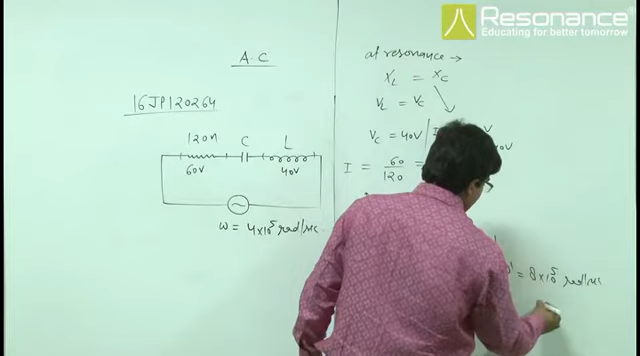 Resonance
Educating for better tomorrow
A.C
16JP120264
120Ω C L
60V 40V
ω = 4×10⁵ rad/sec
at resonance →
X_L = X_C
V_L = V_C
V_C = 40V
I = 60/120 =
= 8×10⁵ rad/sec